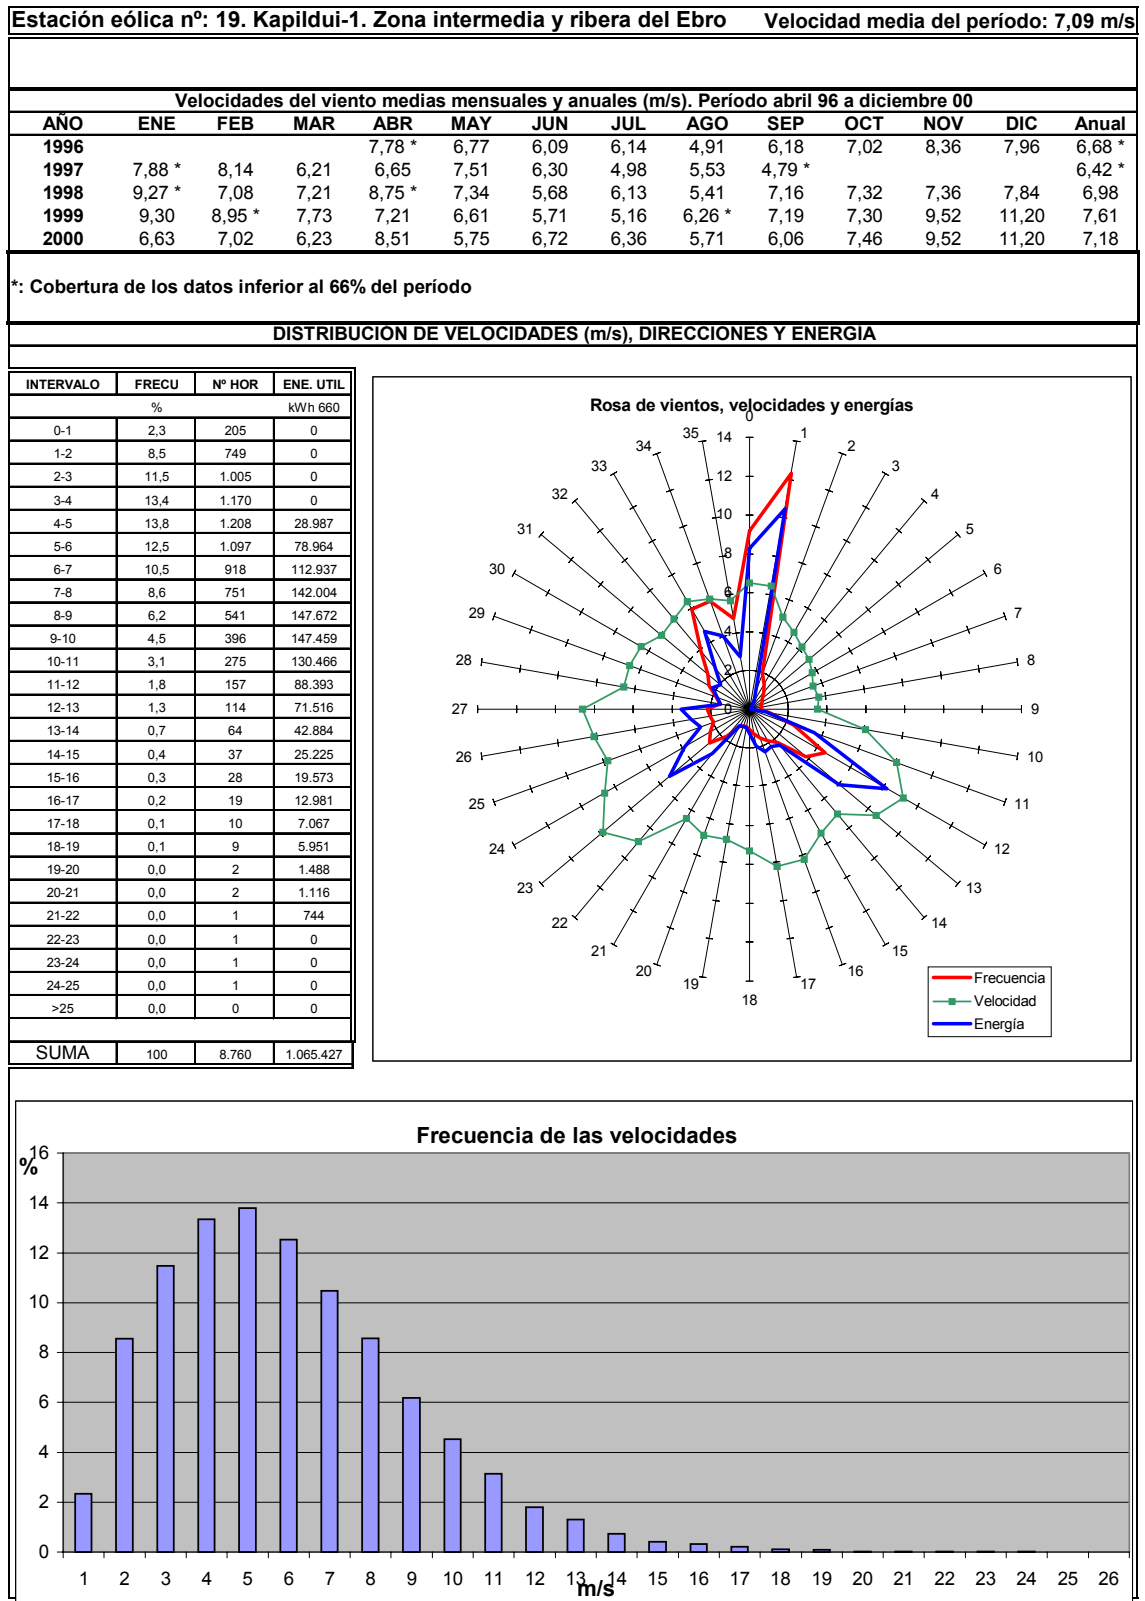 Estación eólica nº: 19. Kapildui-1. Zona intermedia y ribera del Ebro Velocidad media del período: 7,09 m/s
Velocidades del viento medias mensuales y anuales (m/s). Período abril 96 a diciembre 00
AÑO ENE FEB MAR ABR MAY JUN JUL AGO SEP OCT NOV DIC Anual
1996 7,78 * 6,77 6,09 6,14 4,91 6,18 7,02 8,36 7,96 6,68 *
1997 7,88 * 8,14 6,21 6,65 7,51 6,30 4,98 5,53 4,79 * 6,42 *
1998 9,27 * 7,08 7,21 8,75 * 7,34 5,68 6,13 5,41 7,16 7,32 7,36 7,84 6,98
1999 9,30 8,95 * 7,73 7,21 6,61 5,71 5,16 6,26 * 7,19 7,30 9,52 11,20 7,61
2000 6,63 7,02 6,23 8,51 5,75 6,72 6,36 5,71 6,06 7,46 9,52 11,20 7,18
*: Cobertura de los datos inferior al 66% del período
DISTRIBUCION DE VELOCIDADES (m/s), DIRECCIONES Y ENERGIA
INTERVALO FRECU Nº HOR ENE. UTIL
% kWh 660
0-1 2,3 205 0
1-2 8,5 749 0
2-3 11,5 1.005 0
3-4 13,4 1.170 0
4-5 13,8 1.208 28.987
5-6 12,5 1.097 78.964
6-7 10,5 918 112.937
7-8 8,6 751 142.004
8-9 6,2 541 147.672
9-10 4,5 396 147.459
10-11 3,1 275 130.466
11-12 1,8 157 88.393
12-13 1,3 114 71.516
13-14 0,7 64 42.884
14-15 0,4 37 25.225
15-16 0,3 28 19.573
16-17 0,2 19 12.981
17-18 0,1 10 7.067
18-19 0,1 9 5.951
19-20 0,0 2 1.488
20-21 0,0 2 1.116
21-22 0,0 1 744
22-23 0,0 1 0
23-24 0,0 1 0
24-25 0,0 1 0
>25 0,0 0 0
SUMA 100 8.760 1.065.427
Rosa de vientos, velocidades y energías
0
1
2
3
4
5
6
7
8
9
10
11
12
13
14
15
16
17
18
19
20
21
22
23
24
25
26
27
28
29
30
31
32
33
34
35
14
12
10
8
6
4
2
0
Frecuencia
Velocidad
Energía
Frecuencia de las velocidades
%
16
14
12
10
8
6
4
2
0
1 2 3 4 5 6 7 8 9 10 11 12 13 14 15 16 17 18 19 20 21 22 23 24 25 26
m/s